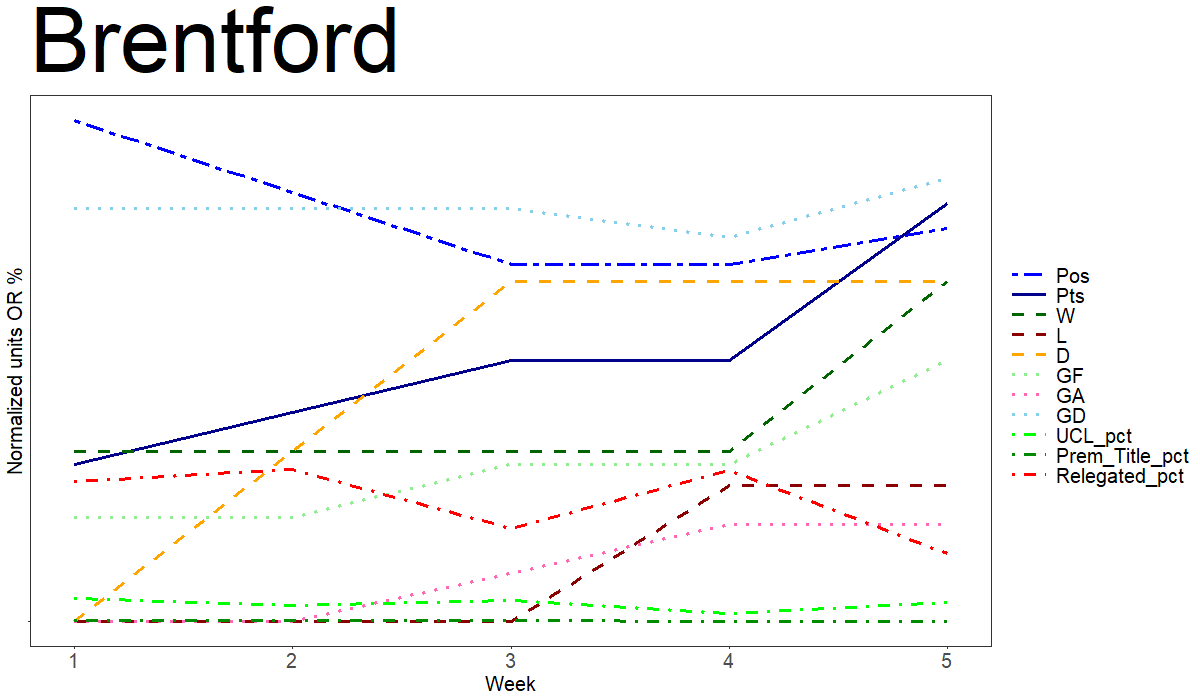 Brentford
Normalized units OR %
1 2 3 4 5
Week
Pos
Pts
W
L
D
GF
GA
GD
UCL_pct
Prem_Title_pct
Relegated_pct